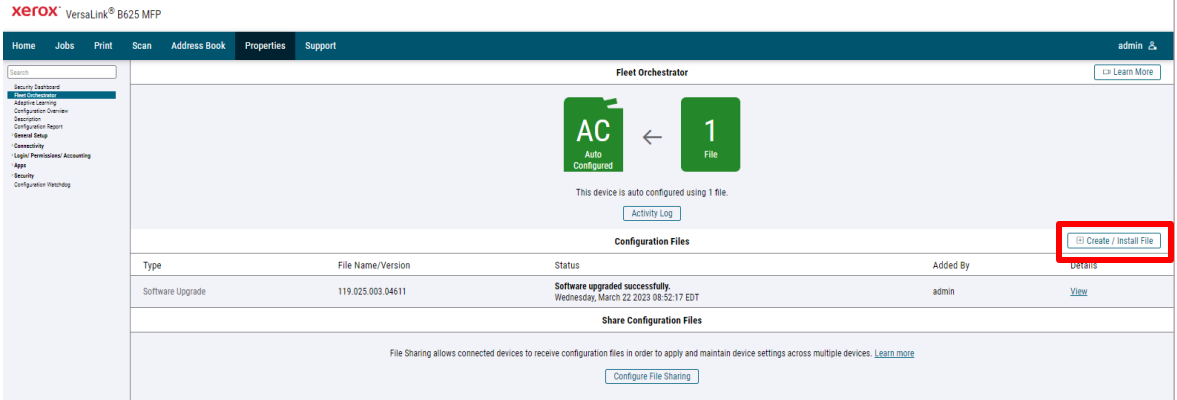 xerox™ VersaLink® B625 MFP
Home Jobs Print Scan Address Book Properties Support admin
Search
Fleet Orchestrator
Learn More
Security Dashboard
Fleet Orchestrator
Adaptive Learning
Configuration Overview
Description
Configuration Report
General Setup
Connectivity
Login/ Permissions/ Accounting
Apps
Security
Configuration Watchdog
AC
Auto
Configured
1
File
This device is auto configured using 1 file.
Activity Log
Configuration Files
Create / Install File
Type File Name/Version Status Added By Details
Software Upgrade 119.025.003.04611 Software upgraded successfully. admin View
Wednesday, March 22 2023 08:52:17 EDT
Share Configuration Files
File Sharing allows connected devices to receive configuration files in order to apply and maintain device settings across multiple devices. Learn more
Configure File Sharing